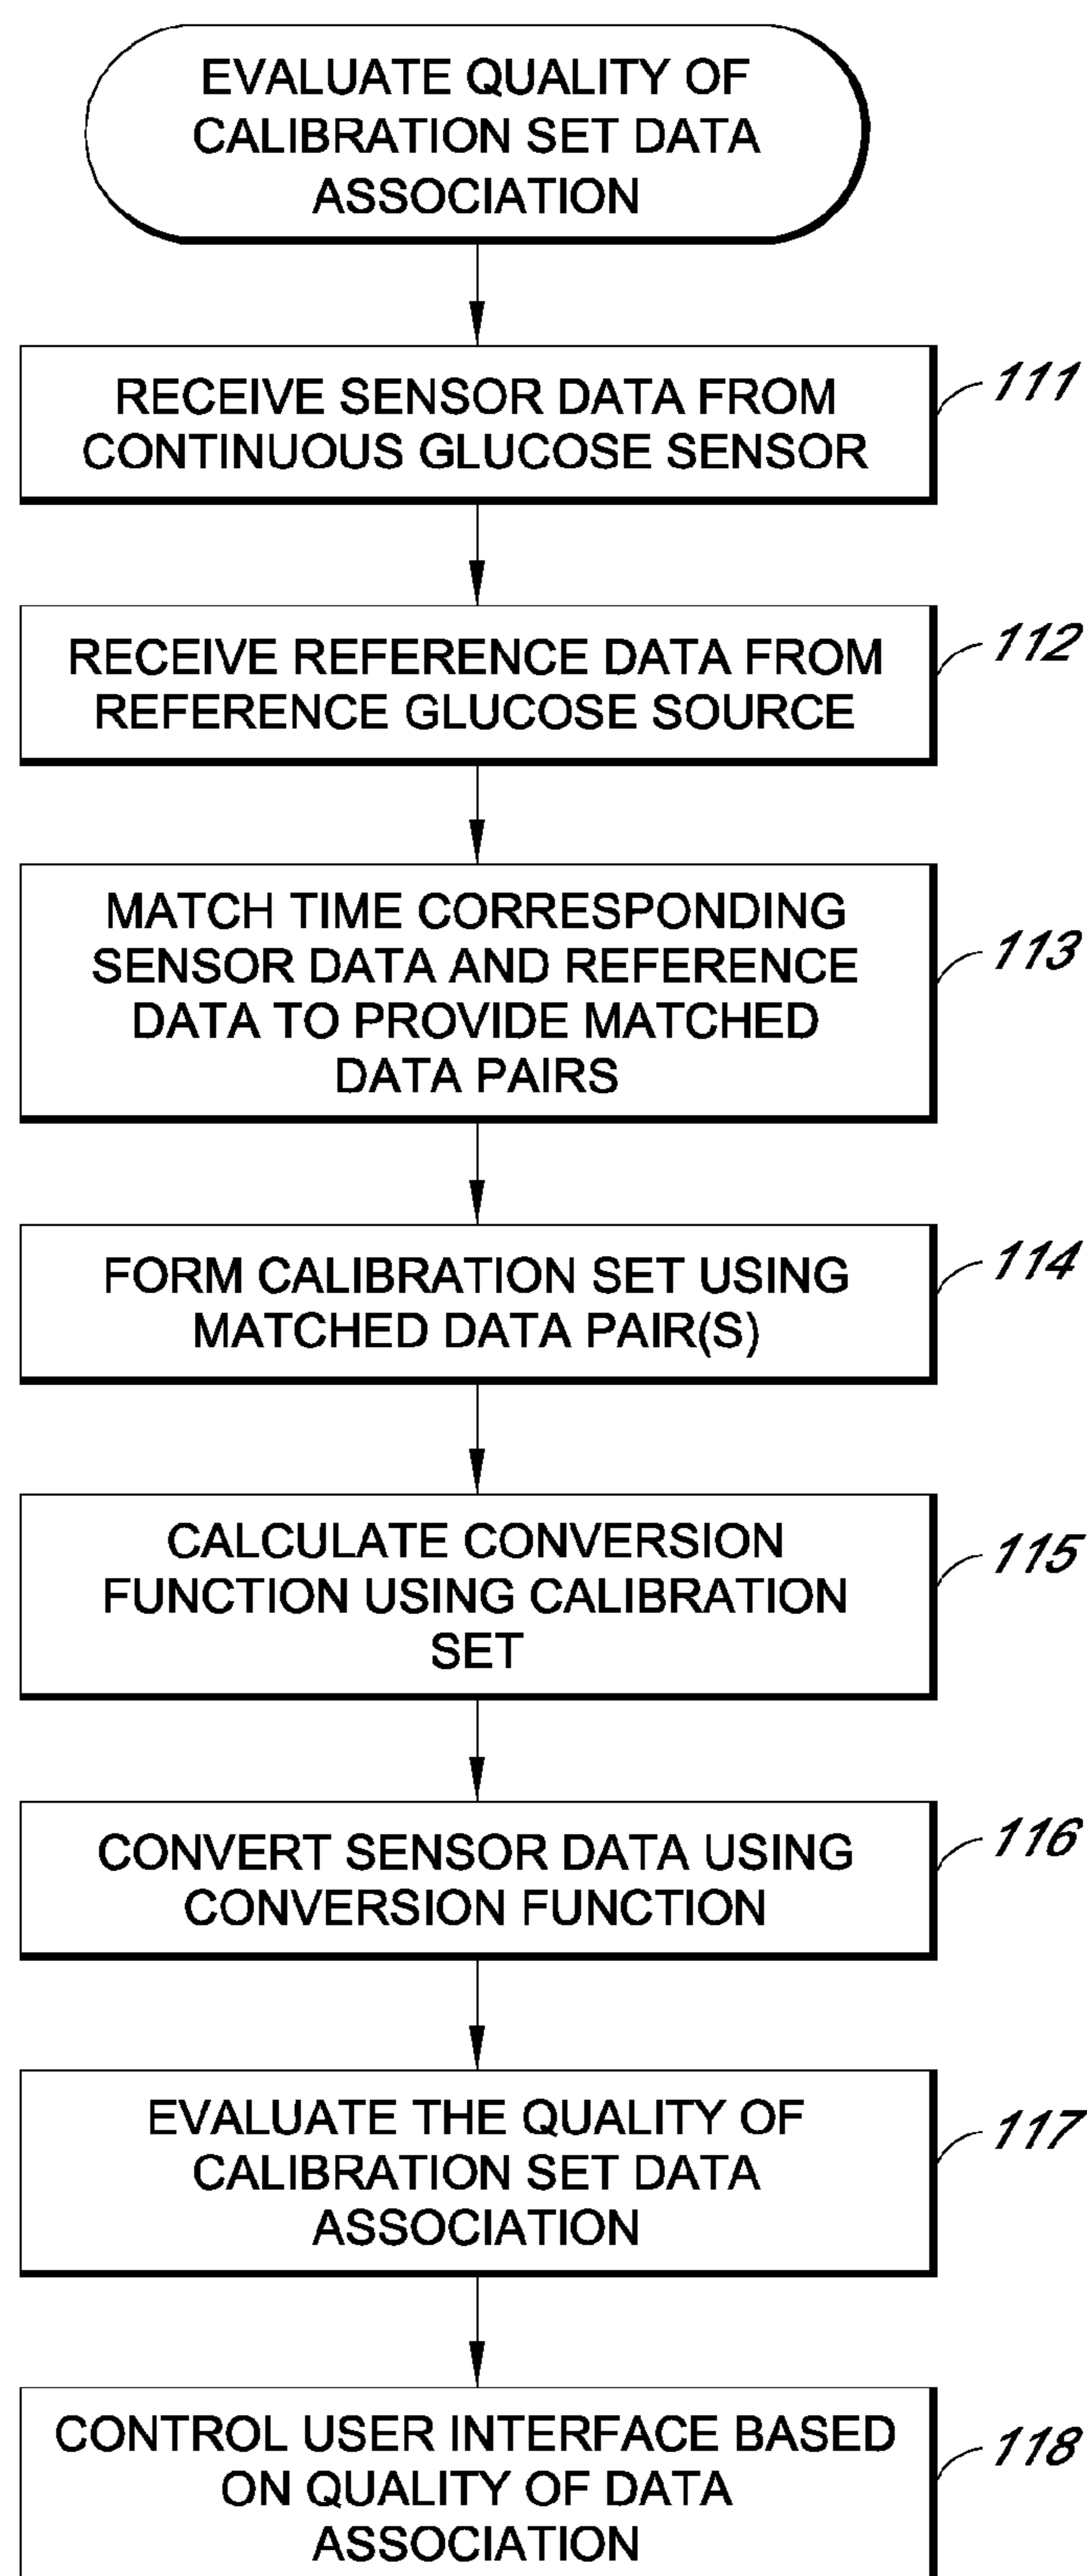 EVALUATE QUALITY OF
CALIBRATION SET DATA
ASSOCIATION
RECEIVE SENSOR DATA FROM
CONTINUOUS GLUCOSE SENSOR
111
RECEIVE REFERENCE DATA FROM
REFERENCE GLUCOSE SOURCE
112
MATCH TIME CORRESPONDING
SENSOR DATA AND REFERENCE
DATA TO PROVIDE MATCHED
DATA PAIRS
113
FORM CALIBRATION SET USING
MATCHED DATA PAIR(S)
114
CALCULATE CONVERSION
FUNCTION USING CALIBRATION
SET
115
CONVERT SENSOR DATA USING
CONVERSION FUNCTION
116
EVALUATE THE QUALITY OF
CALIBRATION SET DATA
ASSOCIATION
117
CONTROL USER INTERFACE BASED
ON QUALITY OF DATA
ASSOCIATION
118